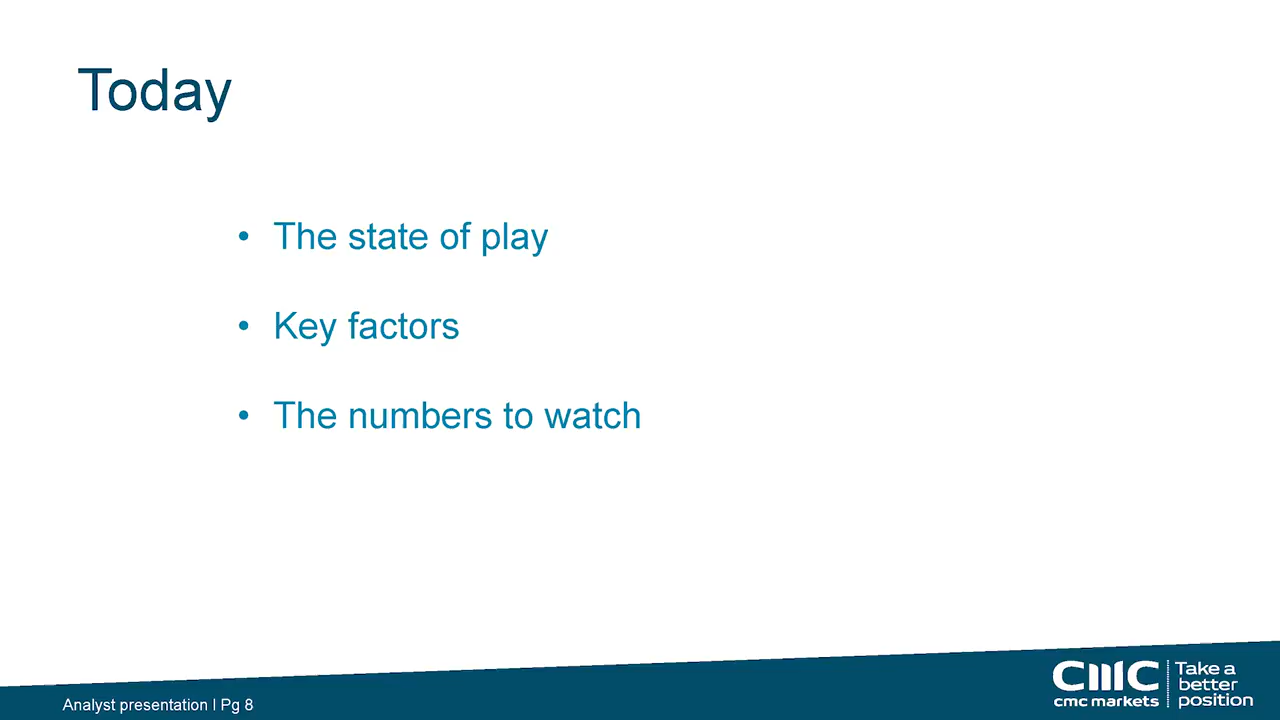 Today
• The state of play
• Key factors
• The numbers to watch
Analyst presentation I Pg 8
cmc
cmc markets
Take a
better
position